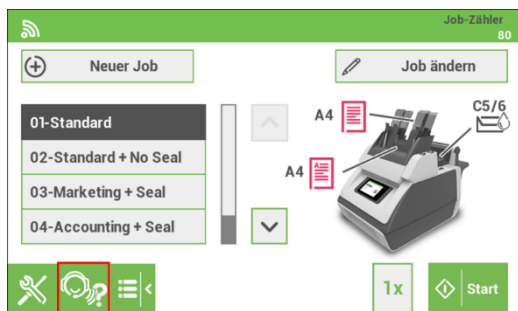 Job-Zähler
80
Neuer Job
Job ändern
01-Standard
02-Standard + No Seal
03-Marketing + Seal
04-Accounting + Seal
A4
C5/6
A4
1x
Start